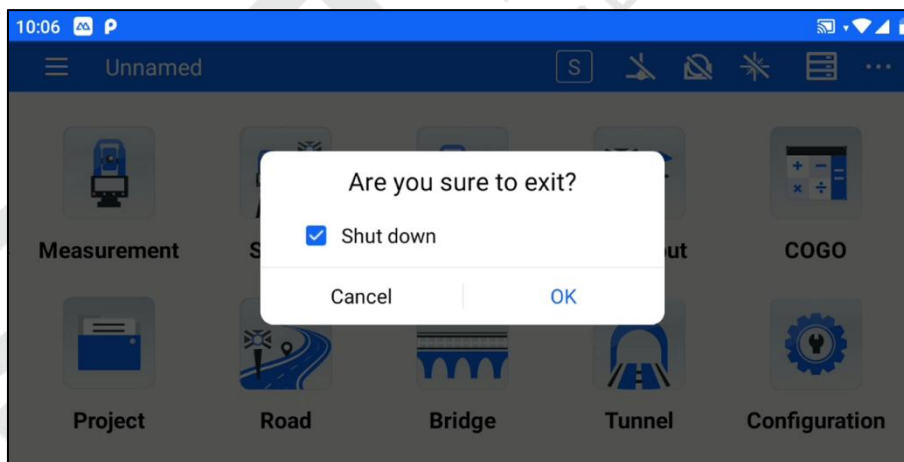 10:06
Unnamed
S
Are you sure to exit?
Shut down
Cancel OK
Measurement S ut COGO
Project Road Bridge Tunnel Configuration